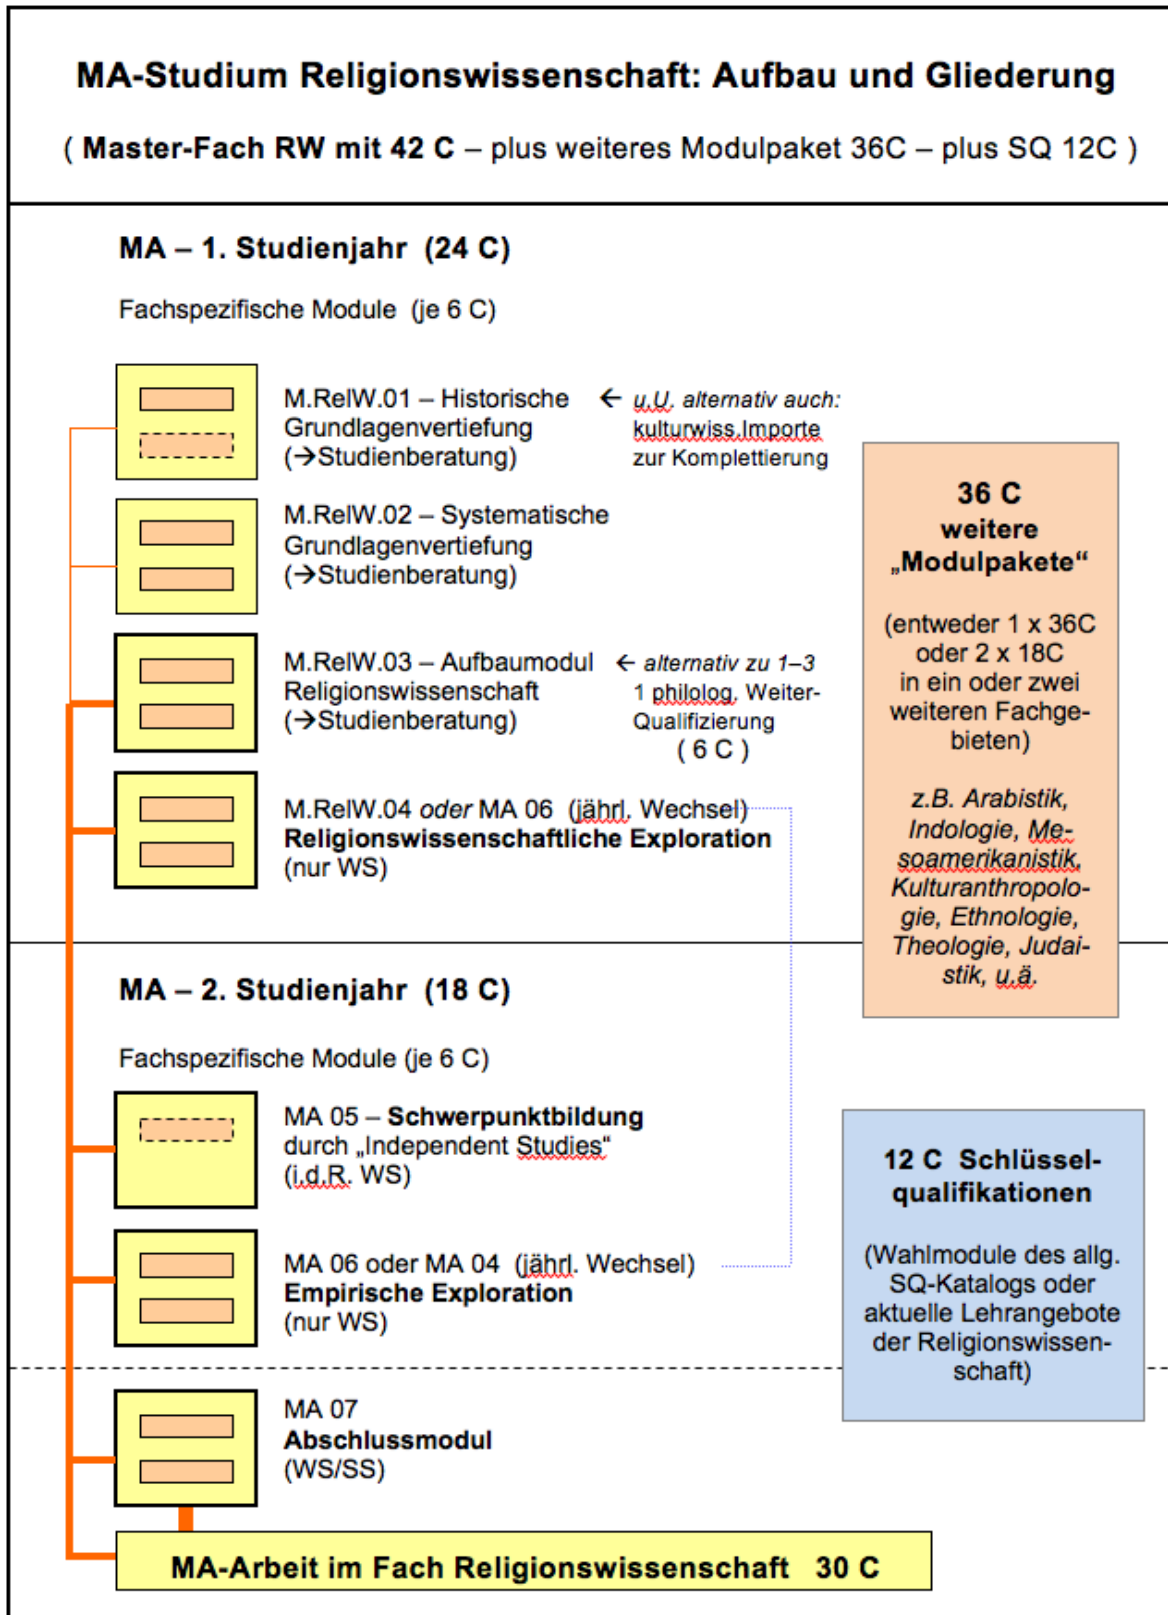 MA-Studium Religionswissenschaft: Aufbau und Gliederung
( Master-Fach RW mit 42 C – plus weiteres Modulpaket 36C – plus SQ 12C )
MA – 1. Studienjahr (24 C)
Fachspezifische Module (je 6 C)
M.RelW.01 – Historische
Grundlagenvertiefung
(→Studienberatung)
← u.U. alternativ auch:
kulturwiss.Importe
zur Komplettierung
M.RelW.02 – Systematische
Grundlagenvertiefung
(→Studienberatung)
M.RelW.03 – Aufbaumodul
Religionswissenschaft
(→Studienberatung)
← alternativ zu 1–3
1 philolog. Weiter-
Qualifizierung
( 6 C )
M.RelW.04 oder MA 06 (jährl. Wechsel)
Religionswissenschaftliche Exploration
(nur WS)
36 C
weitere
„Modulpakete“
(entweder 1 x 36C
oder 2 x 18C
in ein oder zwei
weiteren Fachge-
bieten)
z.B. Arabistik,
Indologie, Me-
soamerikanistik,
Kulturanthropolo-
gie, Ethnologie,
Theologie, Judai-
stik, u.ä.
MA – 2. Studienjahr (18 C)
Fachspezifische Module (je 6 C)
MA 05 – Schwerpunktbildung
durch „Independent Studies“
(i.d.R. WS)
MA 06 oder MA 04 (jährl. Wechsel)
Empirische Exploration
(nur WS)
12 C Schlüssel-
qualifikationen
(Wahlmodule des allg.
SQ-Katalogs oder
aktuelle Lehrangebote
der Religionswissen-
schaft)
MA 07
Abschlussmodul
(WS/SS)
MA-Arbeit im Fach Religionswissenschaft 30 C